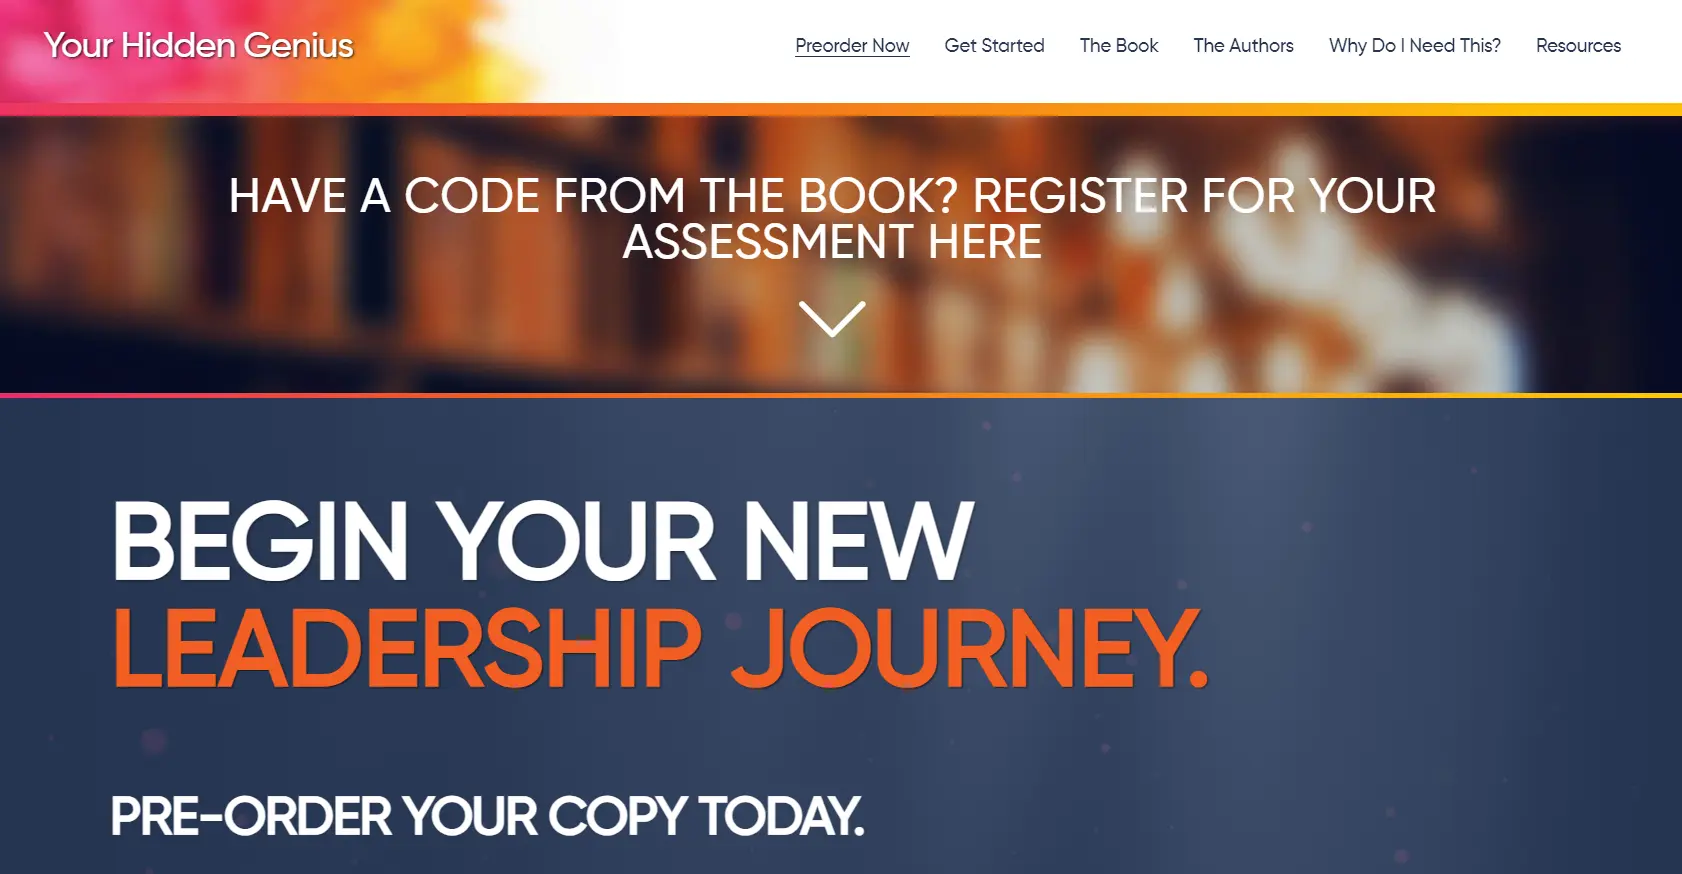 Your Hidden Genius
Preorder Now
Get Started
The Book
The Authors
Why Do I Need This?
Resources
HAVE A CODE FROM THE BOOK? REGISTER FOR YOUR
ASSESSMENT HERE
BEGIN YOUR NEW
LEADERSHIP JOURNEY.
PRE-ORDER YOUR COPY TODAY.